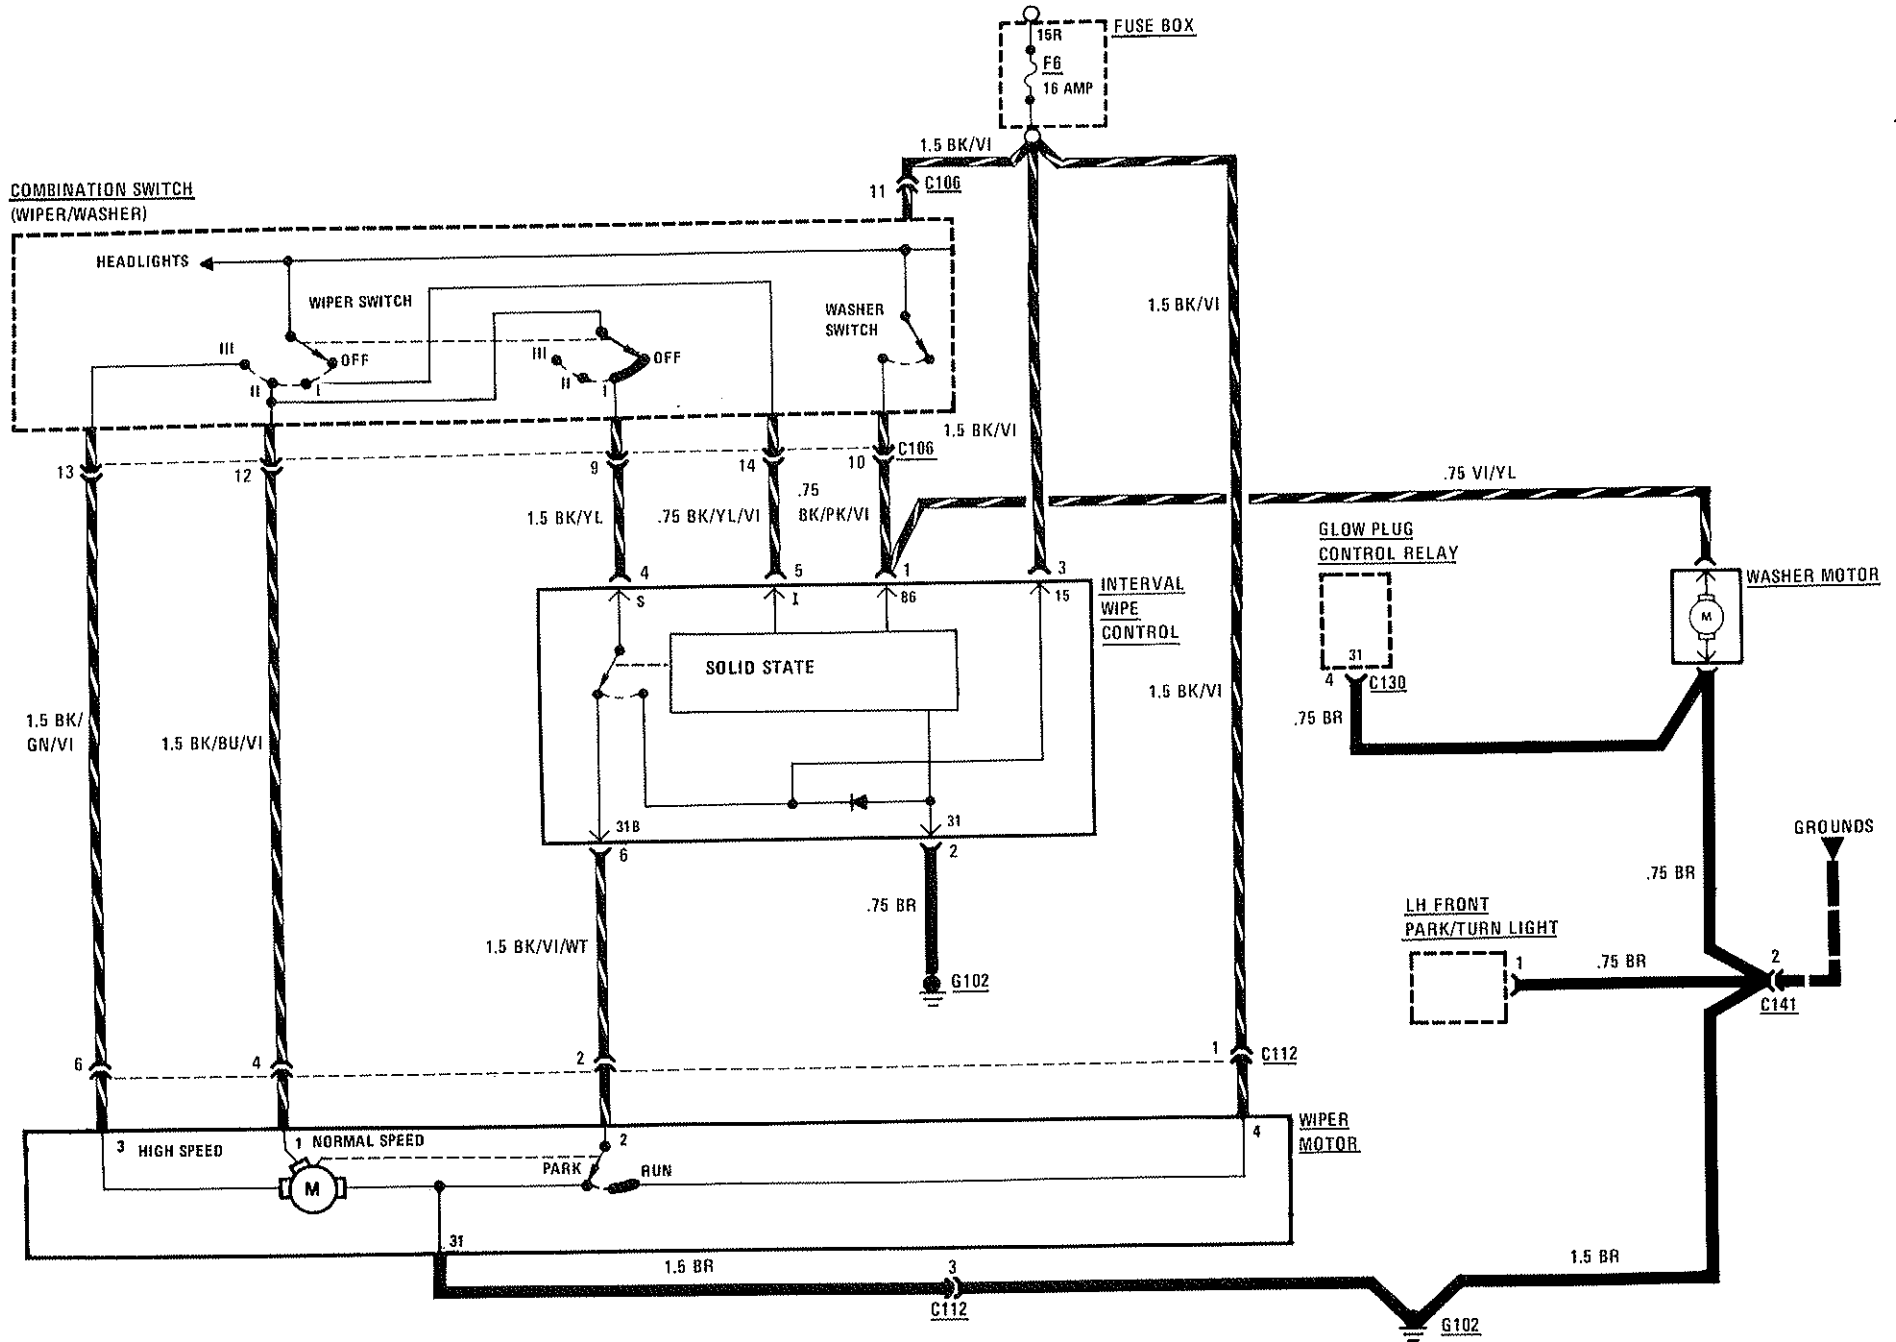 FUSE BOX
15R
F6
16 AMP
1.5 BK/VI
11
C106
COMBINATION SWITCH
(WIPER/WASHER)
HEADLIGHTS
WIPER SWITCH
WASHER
SWITCH
1.5 BK/VI
III
OFF
II
I
III
OFF
II
I
1.5 BK/VI
13
12
9
14
10
C106
.75 VI/YL
1.5 BK/YL
.75 BK/YL/VI
.75
BK/PK/VI
GLOW PLUG
CONTROL RELAY
4
5
1
3
INTERVAL
WIPE
CONTROL
WASHER MOTOR
S
I
86
15
M
SOLID STATE
31
4
C130
1.5 BK/VI
.75 BR
1.5 BK/
GN/VI
1.5 BK/BU/VI
31B
31
6
2
GROUNDS
.75 BR
.75 BR
LH FRONT
PARK/TURN LIGHT
1.5 BK/VI/WT
1
.75 BR
2
G102
C141
6
4
2
1
C112
3
HIGH SPEED
1
NORMAL SPEED
2
4
WIPER
MOTOR
PARK
RUN
M
31
1.5 BR
3
C112
1.5 BR
G102